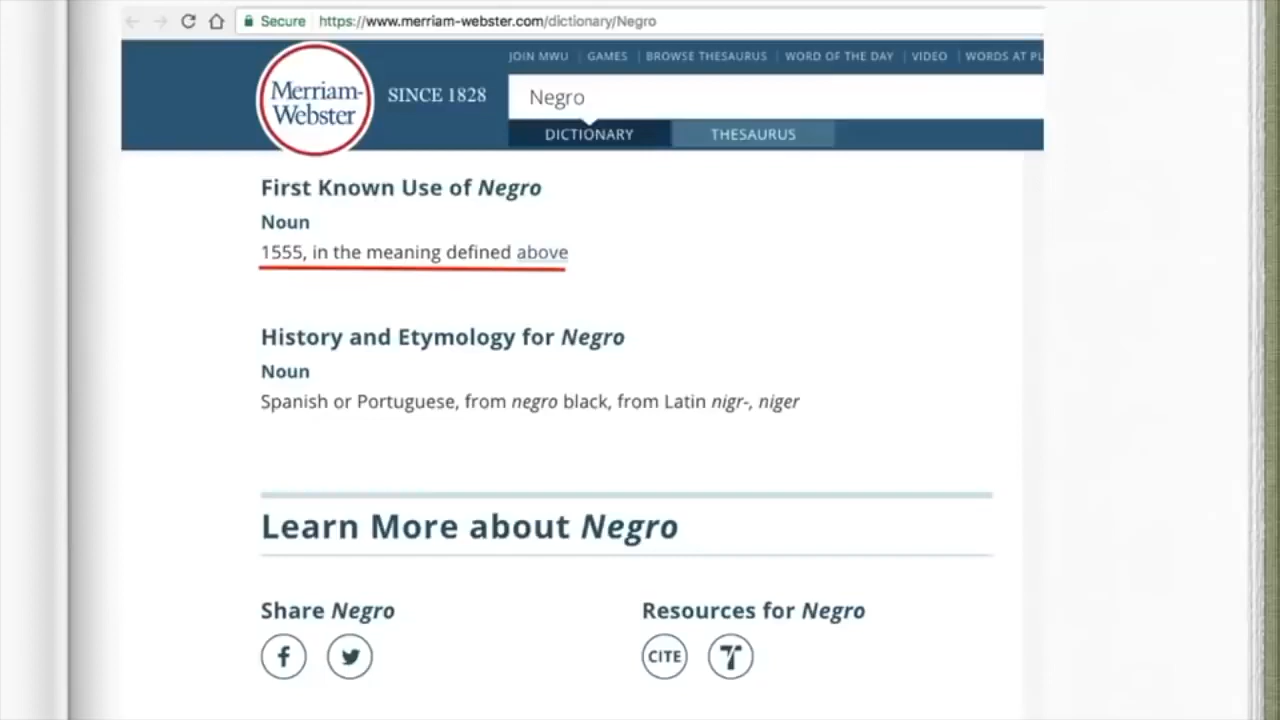 Secure https://www.merriam-webster.com/dictionary/Negro
JOIN MWU GAMES BROWSE THESAURUS WORD OF THE DAY VIDEO WORDS AT PL
Merriam-
Webster
SINCE 1828
Negro
DICTIONARY THESAURUS
First Known Use of Negro
Noun
1555, in the meaning defined above
History and Etymology for Negro
Noun
Spanish or Portuguese, from negro black, from Latin nigr-, niger
Learn More about Negro
Share Negro Resources for Negro
CITE